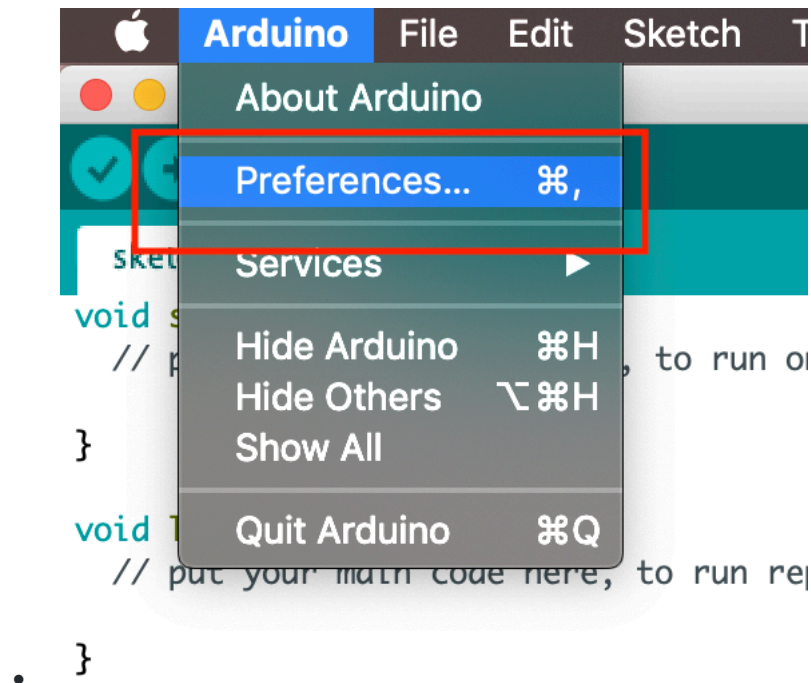 Arduino File Edit Sketch
About Arduino
Preferences... ⌘,
Services ▶
void
// , to run
Hide Arduino ⌘H
Hide Others ⌥⌘H
}
Show All
void
Quit Arduino ⌘Q
// put your main code here, to run
}